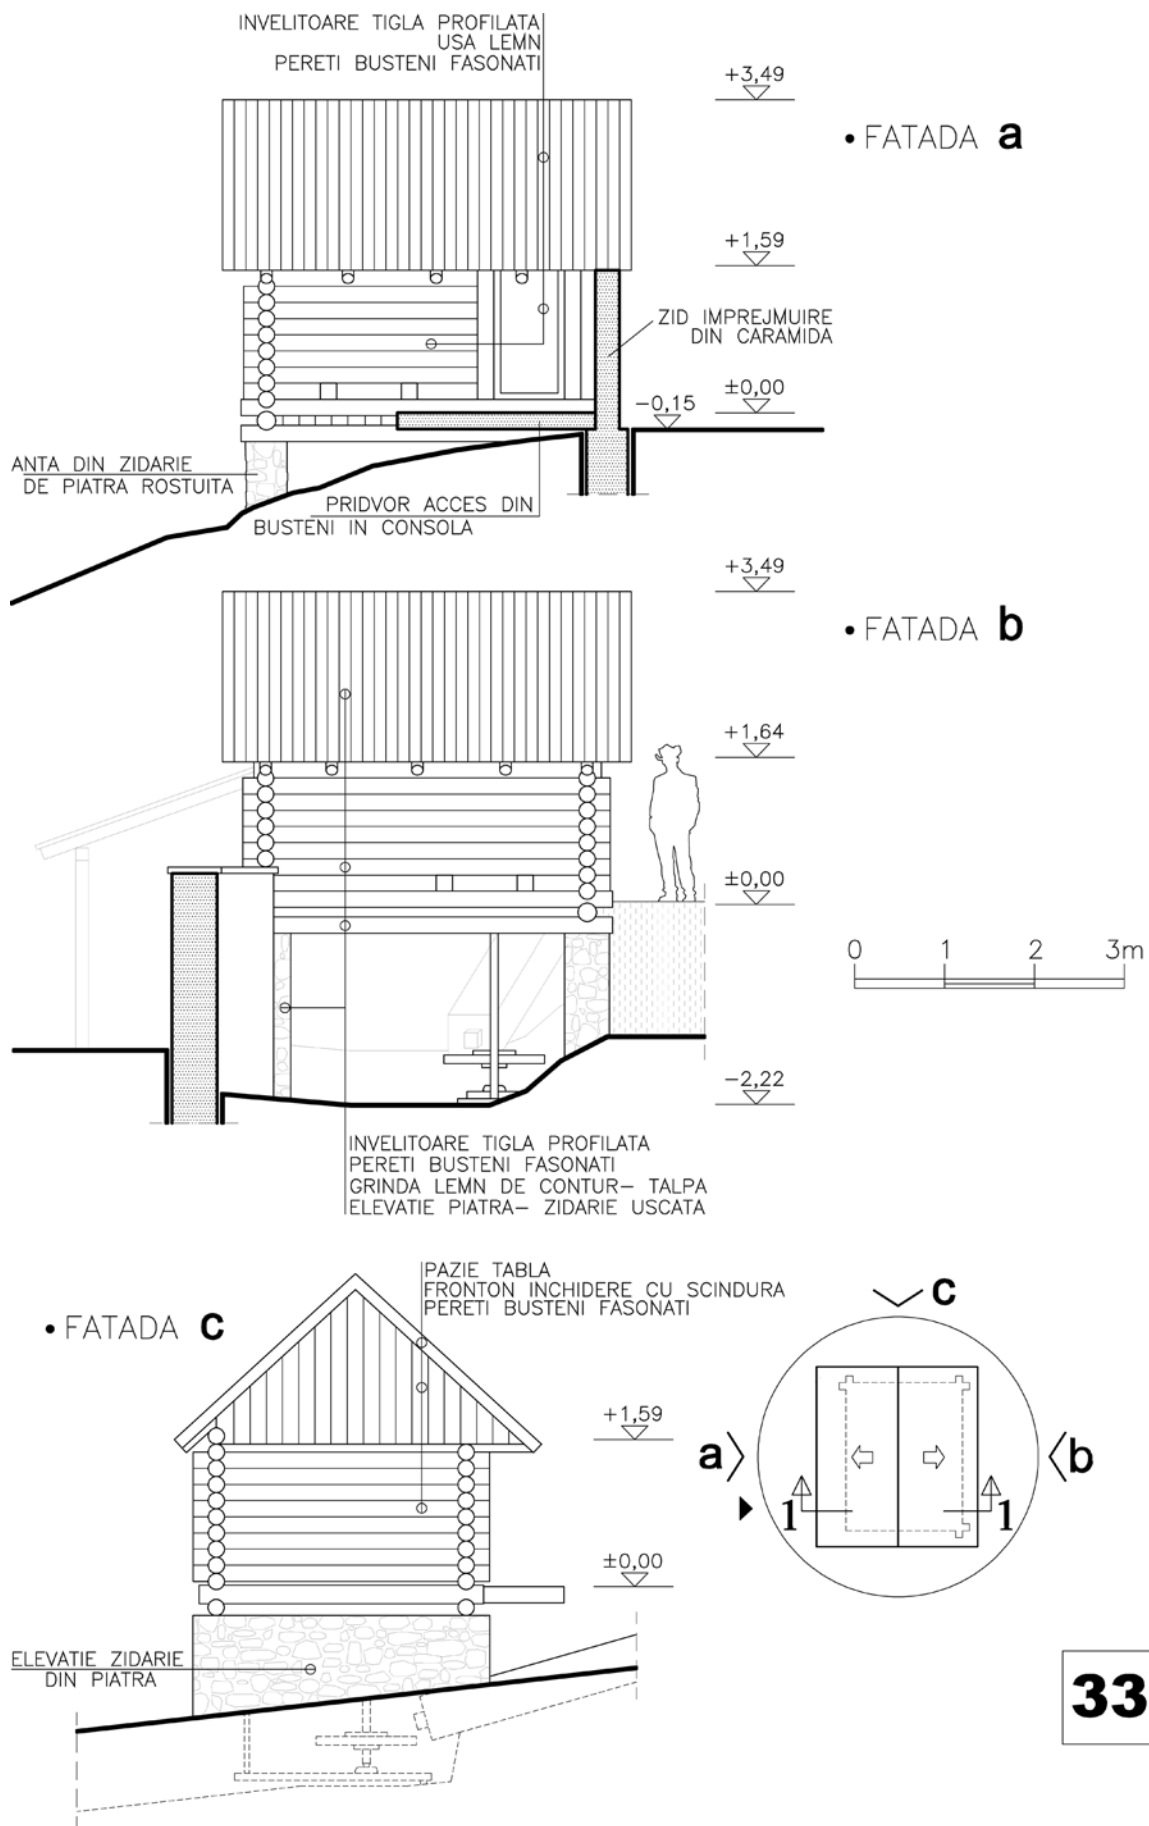 INVELITOARE TIGLA PROFILATA
USA LEMN
PERETI BUSTENI FASONATI
+3,49
• FATADA a
+1,59
ZID IMPREJMUIRE
DIN CARAMIDA
±0,00
−0,15
ANTA DIN ZIDARIE
DE PIATRA ROSTUITA
PRIDVOR ACCES DIN
BUSTENI IN CONSOLA
+3,49
• FATADA b
+1,64
±0,00
0 1 2 3m
−2,22
INVELITOARE TIGLA PROFILATA
PERETI BUSTENI FASONATI
GRINDA LEMN DE CONTUR− TALPA
ELEVATIE PIATRA− ZIDARIE USCATA
PAZIE TABLA
FRONTON INCHIDERE CU SCINDURA
PERETI BUSTENI FASONATI
• FATADA c
+1,59
±0,00
ELEVATIE ZIDARIE
DIN PIATRA
c
a
b
1 1
33